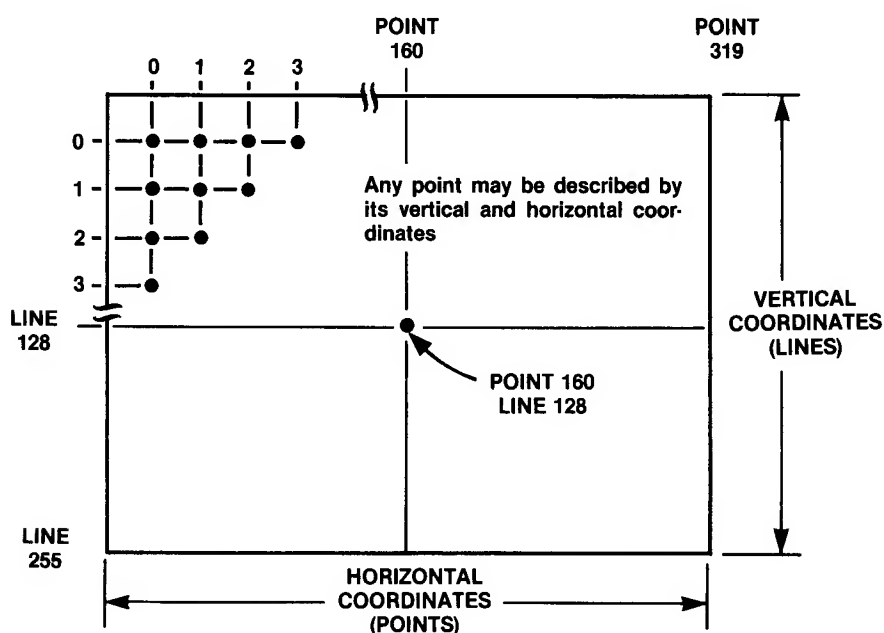 POINT
160
POINT
319
0 1 2 3
0
1
2
3
Any point may be described by
its vertical and horizontal coor-
dinates
LINE
128
POINT 160
LINE 128
VERTICAL
COORDINATES
(LINES)
LINE
255
HORIZONTAL
COORDINATES
(POINTS)